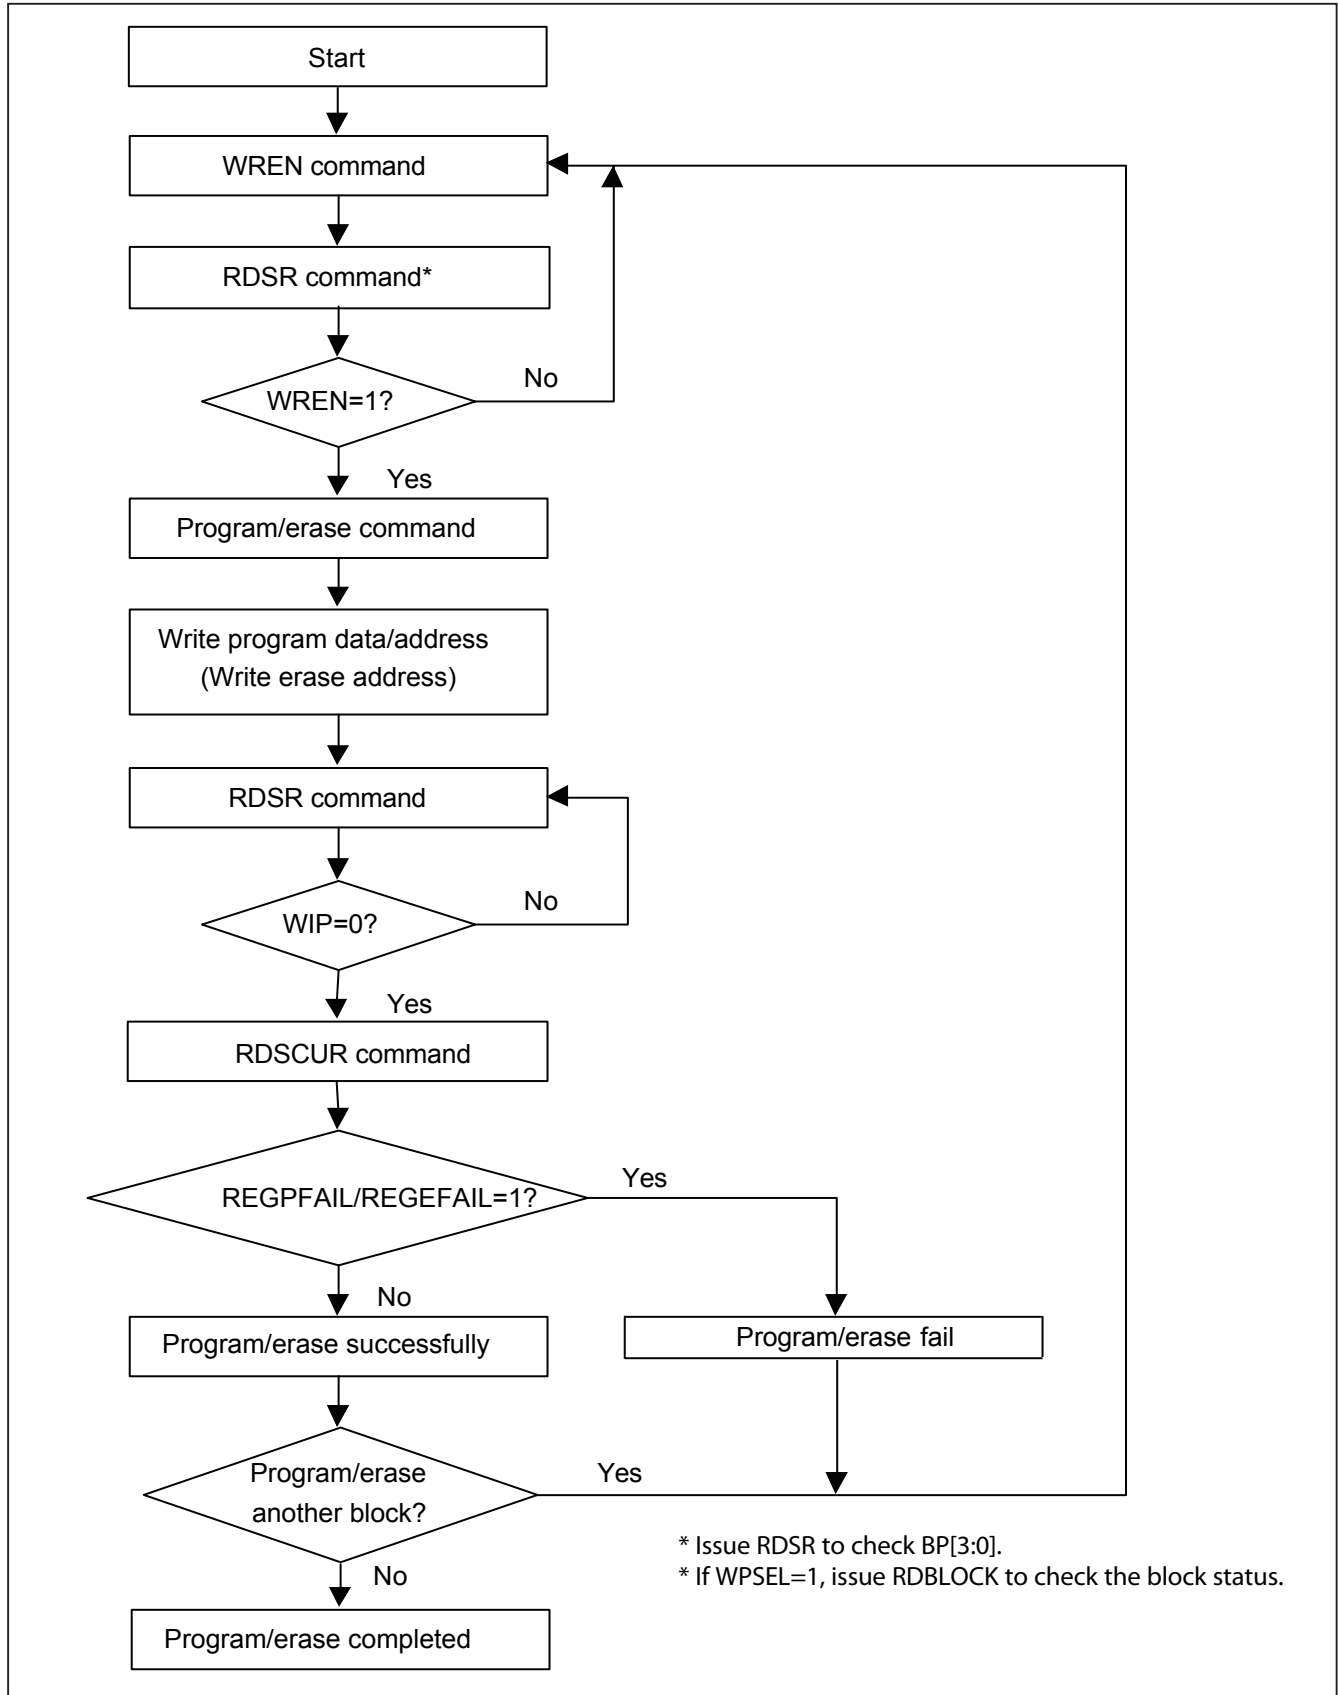 Start
WREN command
RDSR command*
WREN=1?
No
Yes
Program/erase command
Write program data/address
(Write erase address)
RDSR command
WIP=0?
No
Yes
RDSCUR command
REGPFAIL/REGEFAIL=1?
Yes
No
Program/erase successfully
Program/erase fail
Program/erase
another block?
Yes
No
* Issue RDSR to check BP[3:0].
* If WPSEL=1, issue RDBLOCK to check the block status.
Program/erase completed